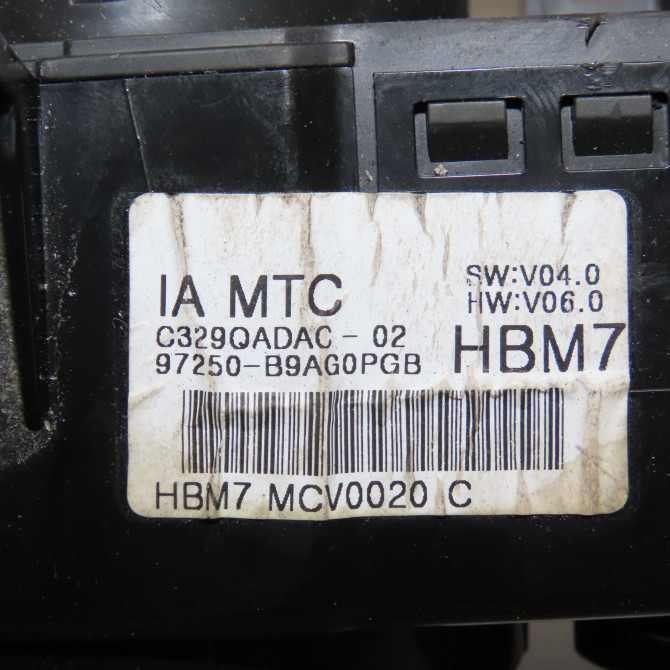 IA MTC
SW:V04.0
HW:V06.0
C329QADAC - 02
97250-B9AG0PGB
HBM7
HBM7 MCV0020 C